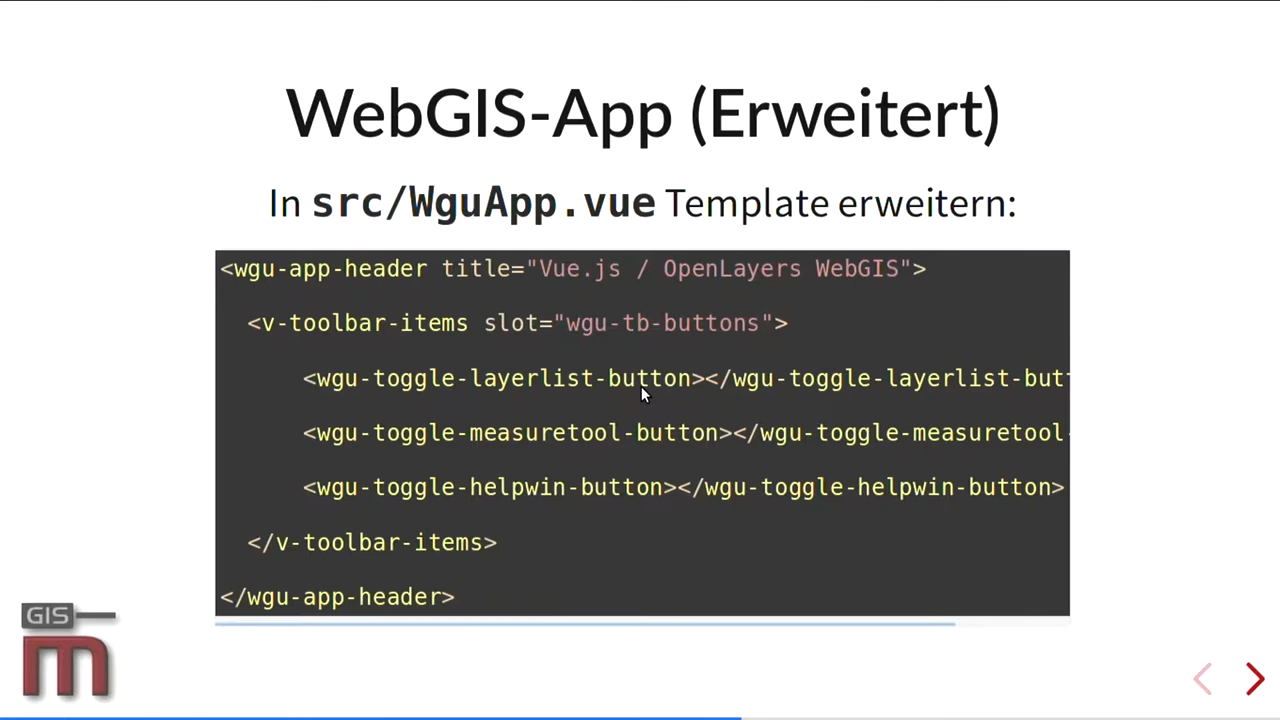 WebGIS-App (Erweitert)
In src/WguApp.vue Template erweitern:
<wgu-app-header title="Vue.js / OpenLayers WebGIS">
<v-toolbar-items slot="wgu-tb-buttons">
<wgu-toggle-layerlist-button></wgu-toggle-layerlist-butt
<wgu-toggle-measuretool-button></wgu-toggle-measuretool-
<wgu-toggle-helpwin-button></wgu-toggle-helpwin-button>
</v-toolbar-items>
</wgu-app-header>
GIS
m